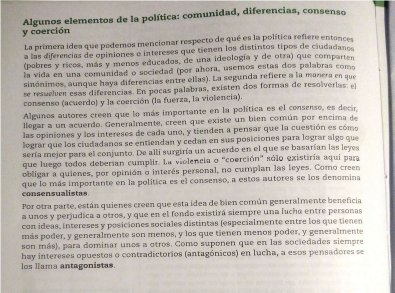 Algunos elementos de la política: comunidad, diferencias, consenso
y coerción
La primera idea que podemos mencionar respecto de qué es la política refiere entonces
a las diferencias de opiniones o intereses que tienen los distintos tipos de ciudadanos
(pobres y ricos, más y menos educados, de una ideología y de otra) que comparten
la vida en una comunidad o sociedad (por ahora, usemos estas dos palabras como
sinónimos, aunque haya diferencias entre ellas). La segunda refiere a la manera en que
se resuelven esas diferencias. En pocas palabras, existen dos formas de resolverlas: el
consenso (acuerdo) y la coerción (la fuerza, la violencia).
Algunos autores creen que lo más importante en la política es el consenso, es decir,
llegar a un acuerdo. Generalmente, creen que existe un bien común por encima de
las opiniones y los intereses de cada uno, y tienden a pensar que la cuestión es cómo
lograr que los ciudadanos se entiendan y cedan en sus posiciones para lograr algo que
sería mejor para el conjunto. De allí surgiría un acuerdo en el que se basarían las leyes
que luego todos deberían cumplir. La violencia o "coerción" sólo existiría aquí para
obligar a quienes, por opinión o interés personal, no cumplan las leyes. Como creen
que lo más importante en la política es el consenso, a estos autores se los denomina
consensualistas.
Por otra parte, están quienes creen que esta idea de bien común generalmente beneficia
a unos y perjudica a otros, y que en el fondo existirá siempre una lucha entre personas
con ideas, intereses y posiciones sociales distintas (especialmente entre los que tienen
más poder, y generalmente son menos, y los que tienen menos poder, y generalmente
son más), para dominar unos a otros. Como suponen que en las sociedades siempre
hay intereses opuestos o contradictorios (antagónicos) en lucha, a esos pensadores se
los llama antagonistas.